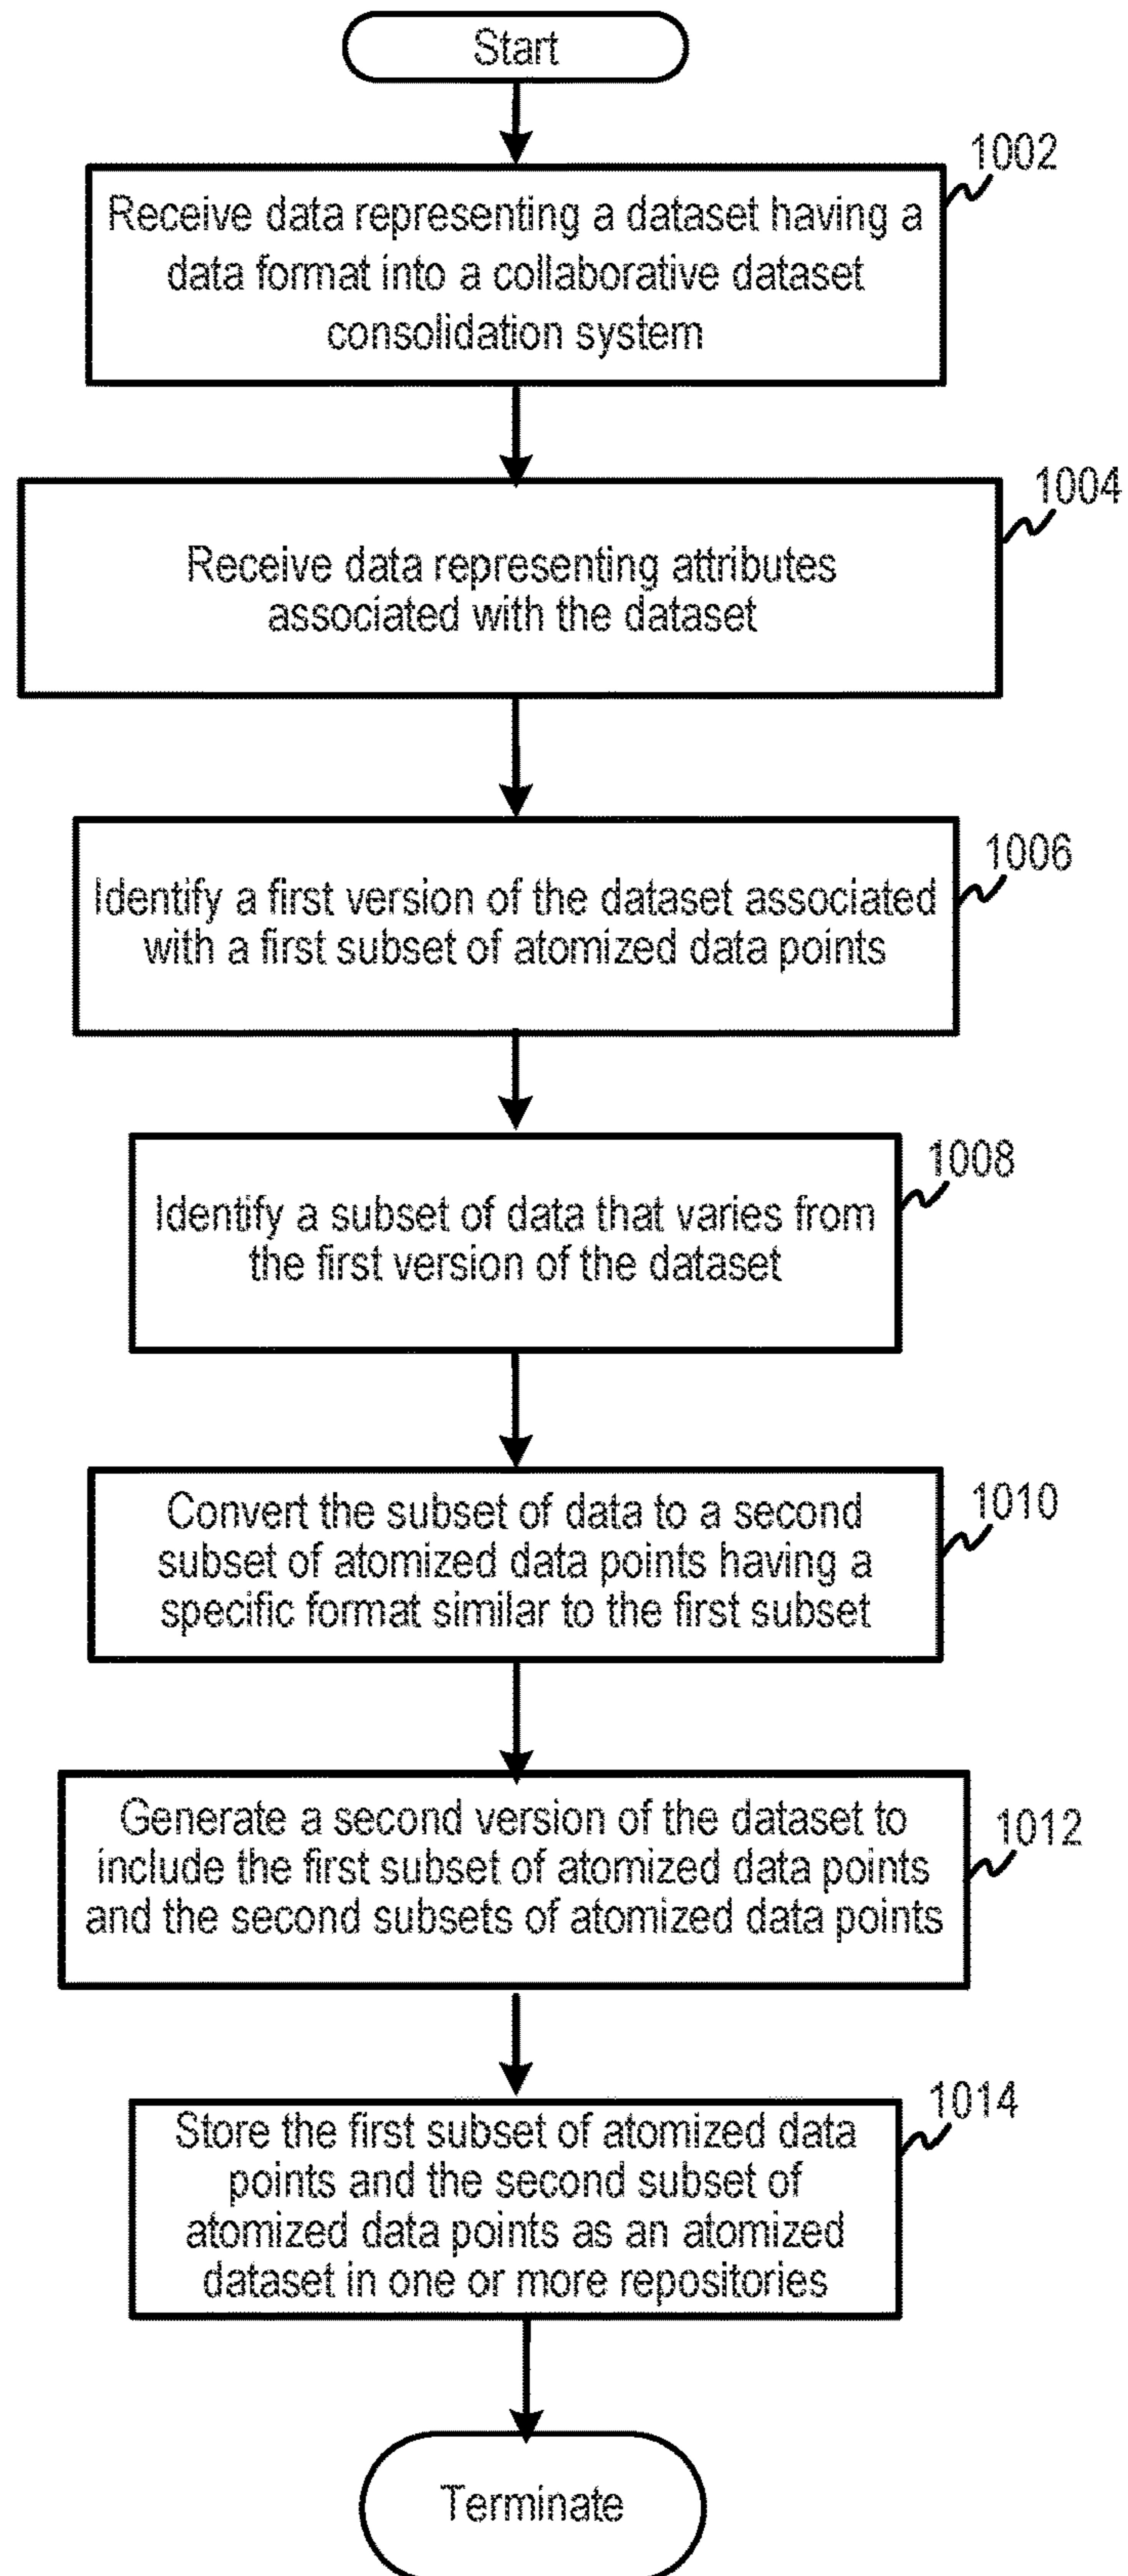 Start
1002
Receive data representing a dataset having a
data format into a collaborative dataset
consolidation system
1004
Receive data representing attributes
associated with the dataset
1006
Identify a first version of the dataset associated
with a first subset of atomized data points
1008
Identify a subset of data that varies from
the first version of the dataset
1010
Convert the subset of data to a second
subset of atomized data points having a
specific format similar to the first subset
1012
Generate a second version of the dataset to
include the first subset of atomized data points
and the second subsets of atomized data points
1014
Store the first subset of atomized data
points and the second subset of
atomized data points as an atomized
dataset in one or more repositories
Terminate